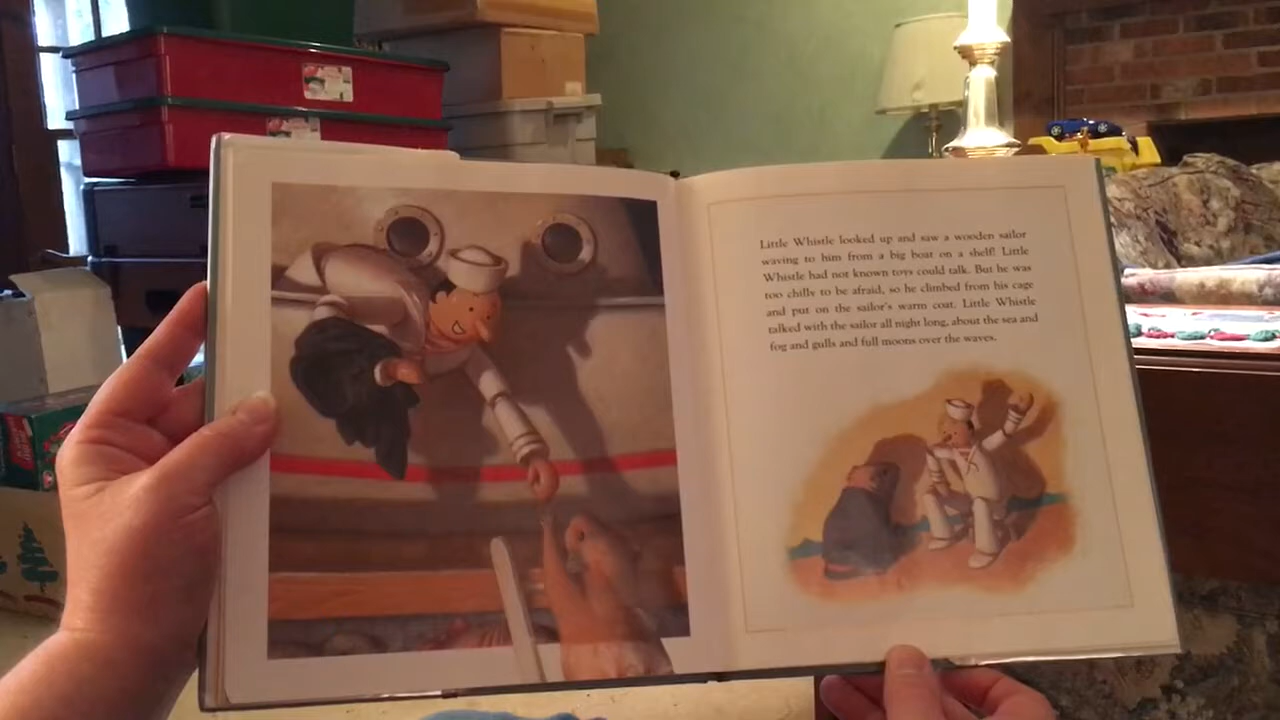 Little Whistle looked up and saw a wooden sailor
waving to him from a big boat on a shelf! Little
Whistle had not known toys could talk. But he was
too chilly to be afraid, so he climbed from his cage
and put on the sailor's warm coat. Little Whistle
talked with the sailor all night long, about the sea and
fog and gulls and full moons over the waves.